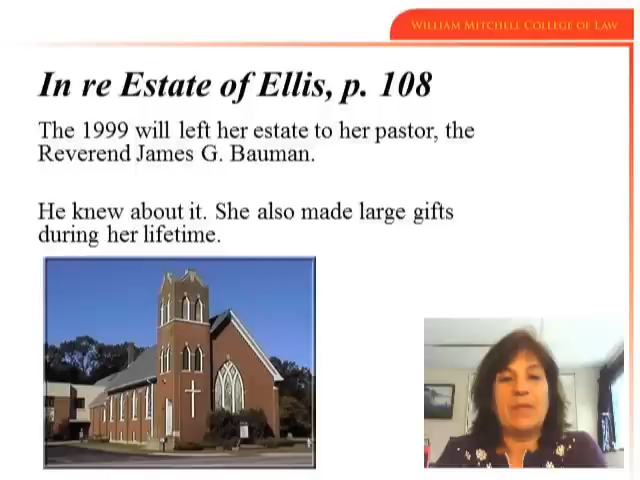 WILLIAM MITCHELL COLLEGE OF LAW
In re Estate of Ellis, p. 108
The 1999 will left her estate to her pastor, the
Reverend James G. Bauman.
He knew about it. She also made large gifts
during her lifetime.